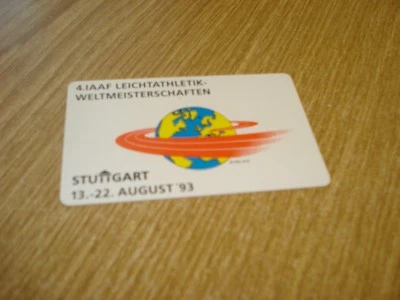 4.IAAF LEICHTATHLETIK-
WELTMEISTERSCHAFTEN
STUTTGART
13.-22. AUGUST '93